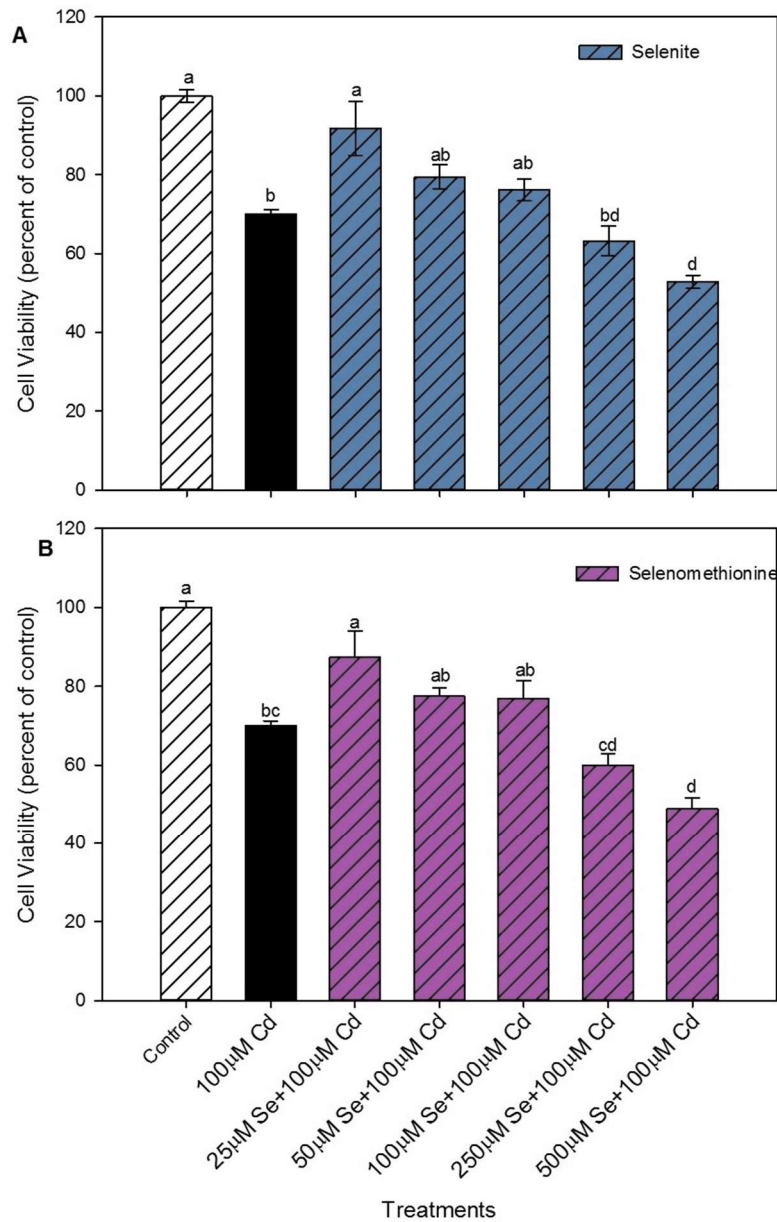 A
Cell Viability (percent of control)
120
100
80
60
40
20
0
Selenite
a
b
a
ab
ab
bd
d
B
Cell Viability (percent of control)
120
100
80
60
40
20
0
Selenomethionine
a
bc
a
ab
ab
cd
d
Control
100µM Cd
25µM Se+100µM Cd
50µM Se+100µM Cd
100µM Se+100µM Cd
250µM Se+100µM Cd
500µM Se+100µM Cd
Treatments